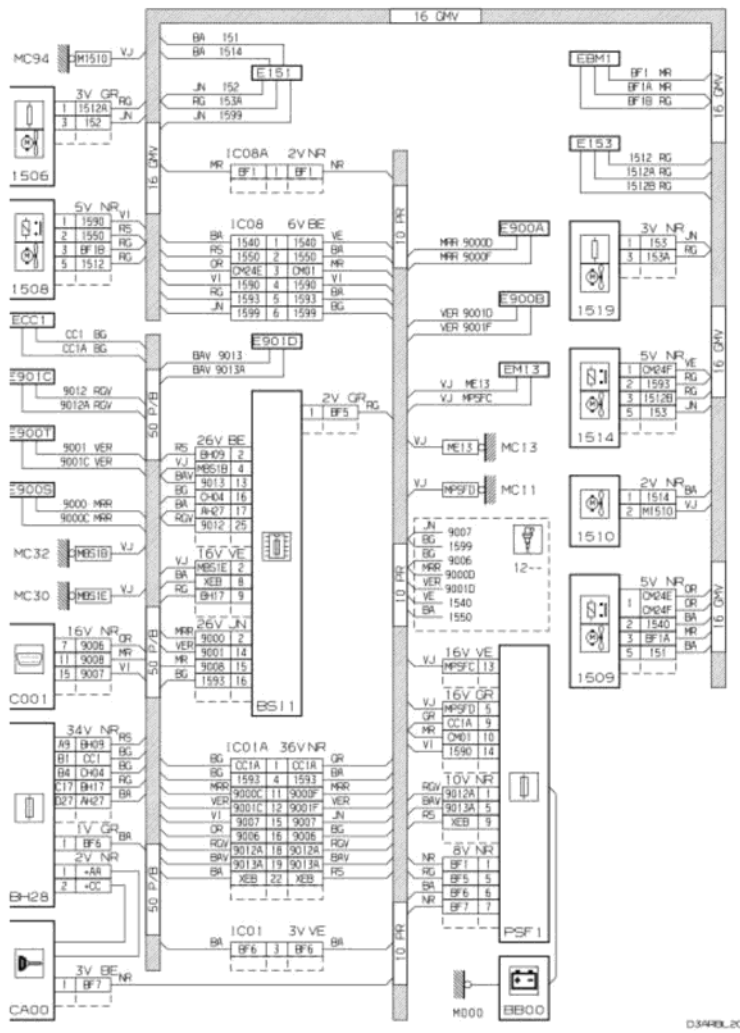 16 GMV
MC94 M1510 VJ
BA 151
BA 1514
E151
JN 152
RG 153A
JN 1599
3V GR
1 1512A RG
3 152 JN
1506
16 GMV
IC08A 2V NR
MR BF1 1 BF1 NR
5V NR
1 1590 VI
2 1550 RS
3 BF1B RG
5 1512 RG
1508
IC08 6V BE
BA 1540 1 1540 VE
RS 1550 2 1550 BA
OR CM24E 3 CM01 MR
VI 1590 4 1590 VI
RG 1593 5 1593 BA
JN 1599 6 1599 BG
10 PR
EBM1
BF1 MR
BF1A MR
BF1B RG
16 GMV
E153
1512 RG
1512A RG
1512B RG
E900A
MRR 9000D
MRR 9000F
E900B
VER 9001D
VER 9001F
EM13
VJ ME13
VJ MPSFC
VJ ME13 MC13
VJ MPSFD MC11
3V NR
1 153 JN
3 153A RG
1519
16 GMV
5V NR
1 CM24F VE
2 1593 RG
3 1512B RG
5 153 JN
1514
2V NR
1 1514 BA
2 M1510 VJ
1510
5V NR
1 CM24E OR
CM24F OR
2 1540 BA
3 BF1A MR
5 151 BA
1509
16 GMV
ECC1
CC1 BG
CC1A BG
E901C
9012 RGV
9012A RGV
E900T
9001 VER
9001C VER
E900S
9000 MRR
9000C MRR
MC32 MBS1B VJ
MC30 MBS1E VJ
50 P/B
E901D
BAV 9013
BAV 9013A
2V GR
1 BF5 RG
26V BE
RS BH09 2
VJ MBS1B 4
BAV 9013 13
BG CH04 16
BA AH27 17
RGV 9012 25
16V VE
VJ MBS1E 2
BA XEB 8
RG BH17 9
26V JN
MRR 9000 2
VER 9001 14
MR 9008 15
BG 1593 16
BSI1
JN 9007
BG 1599
BG 9006
MRR 9000D
VER 9001D
VE 1540
BA 1550
12--
10 PR
16V NR
7 9006 OR
11 9008 MR
15 9007 VI
C001
50 P/B
34V NR
A9 BH09 RS
B1 CC1 BG
B4 CH04 BG
C17 BH17 RG
D27 AH27 BA
1V GR
1 BF6 BA
2V NR
1 +AA
2 +CC
BH28
50 P/B
IC01A 36V NR
BG CC1A 1 CC1A GR
BG 1593 4 1593 BA
MRR 9000C 11 9000F MRR
VER 9001C 12 9001F VER
VI 9007 15 9007 JN
OR 9006 16 9006 BG
RGV 9012A 18 9012A RGV
BAV 9013A 19 9013A BAV
BA XEB 22 XEB RS
IC01 3V VE
BA BF6 3 BF6 BA
10 PR
16V VE
VJ MPSFC 13
16V GR
VJ MPSFD 5
GR CC1A 9
MR CM01 10
VI 1590 14
10V NR
RGV 9012A 1
BAV 9013A 5
RS XEB 9
8V NR
NR BF1 1
RG BF5 5
BA BF6 6
NR BF7 7
PSF1
3V BE
1 BF7 NR
CA00
M000
BB00